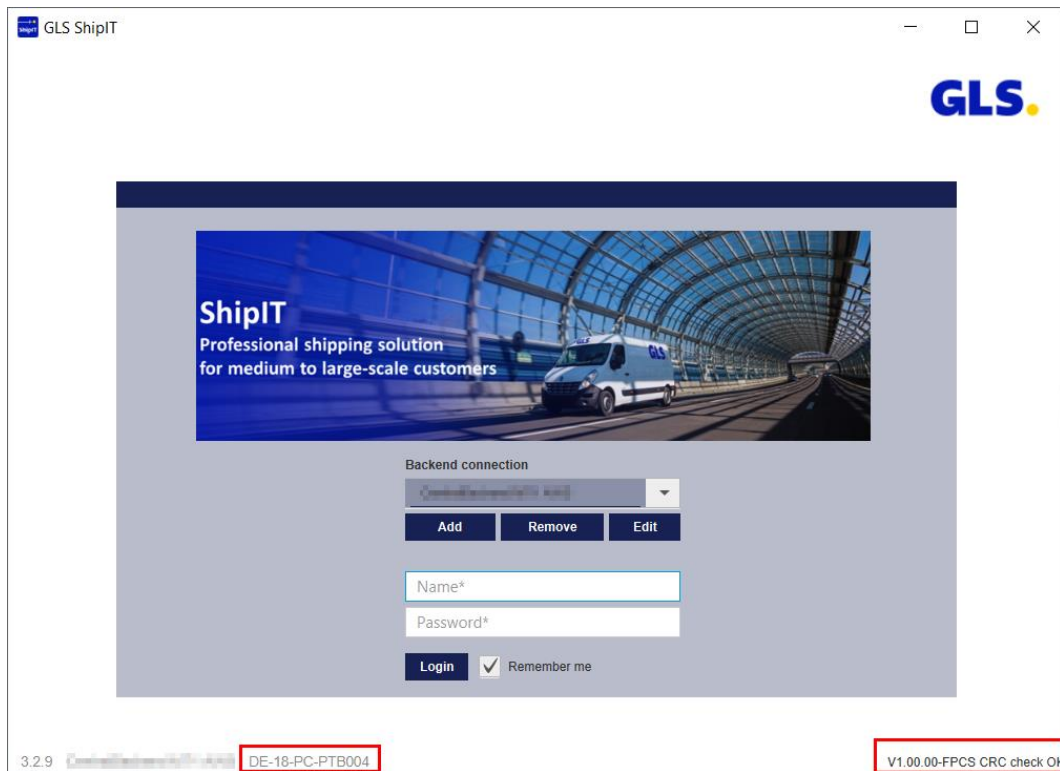 GLS ShipIT
GLS.
ShipIT
Professional shipping solution
for medium to large-scale customers
Backend connection
Add Remove Edit
Name*
Password*
Login Remember me
3.2.9 DE-18-PC-PTB004 V1.00.00-FPCS CRC check Ok